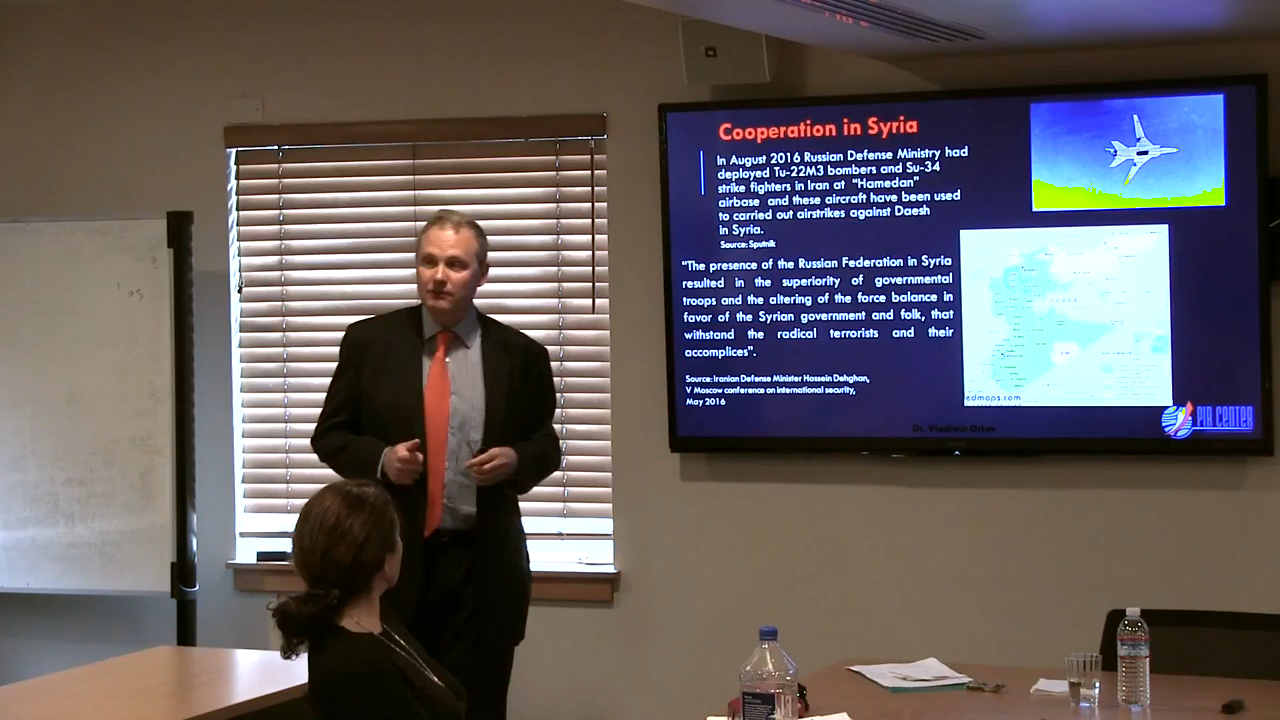 Cooperation in Syria
In August 2016 Russian Defense Ministry had
deployed Tu-22M3 bombers and Su-34
strike fighters in Iran at "Hamedan"
airbase and these aircraft have been used
to carried out airstrikes against Daesh
in Syria.
Source: Sputnik
"The presence of the Russian Federation in Syria
resulted in the superiority of governmental
troops and the altering of the force balance in
favor of the Syrian government and folk, that
withstand the radical terrorists and their
accomplices".
Source: Iranian Defense Minister Hossein Dehghan,
V Moscow conference on international security,
May 2016
edmaps.com
Dr. Vladimir Orlov
PIR CENTER